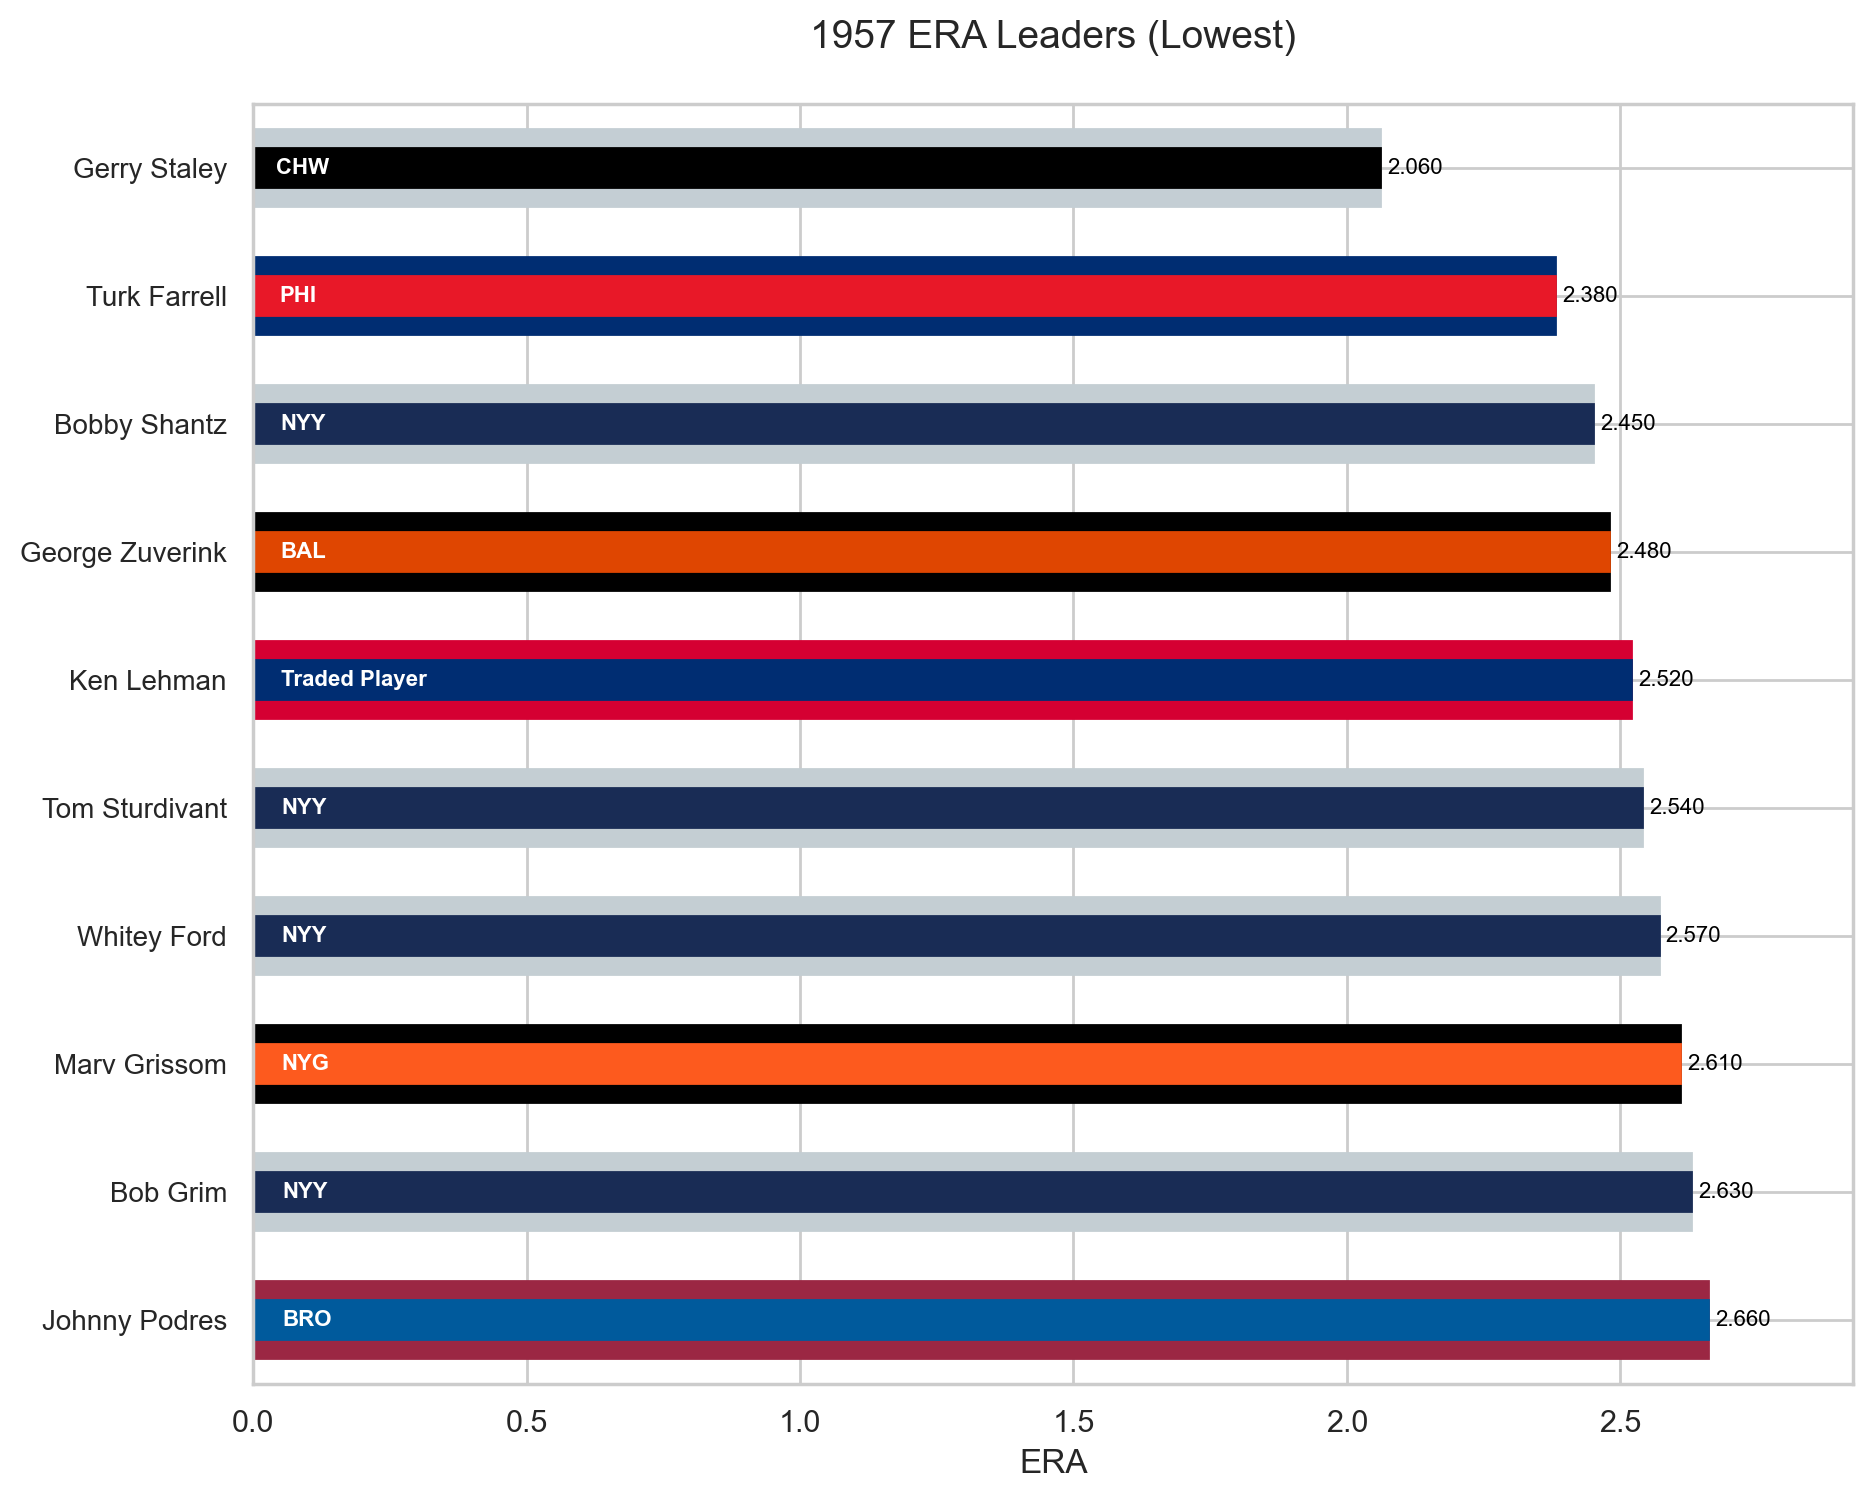 1957 ERA Leaders (Lowest)
Gerry Staley
CHW
2.060
Turk Farrell
PHI
2.380
Bobby Shantz
NYY
2.450
George Zuverink
BAL
2.480
Ken Lehman
Traded Player
2.520
Tom Sturdivant
NYY
2.540
Whitey Ford
NYY
2.570
Marv Grissom
NYG
2.610
Bob Grim
NYY
2.630
Johnny Podres
BRO
2.660
0.0 0.5 1.0 1.5 2.0 2.5
ERA